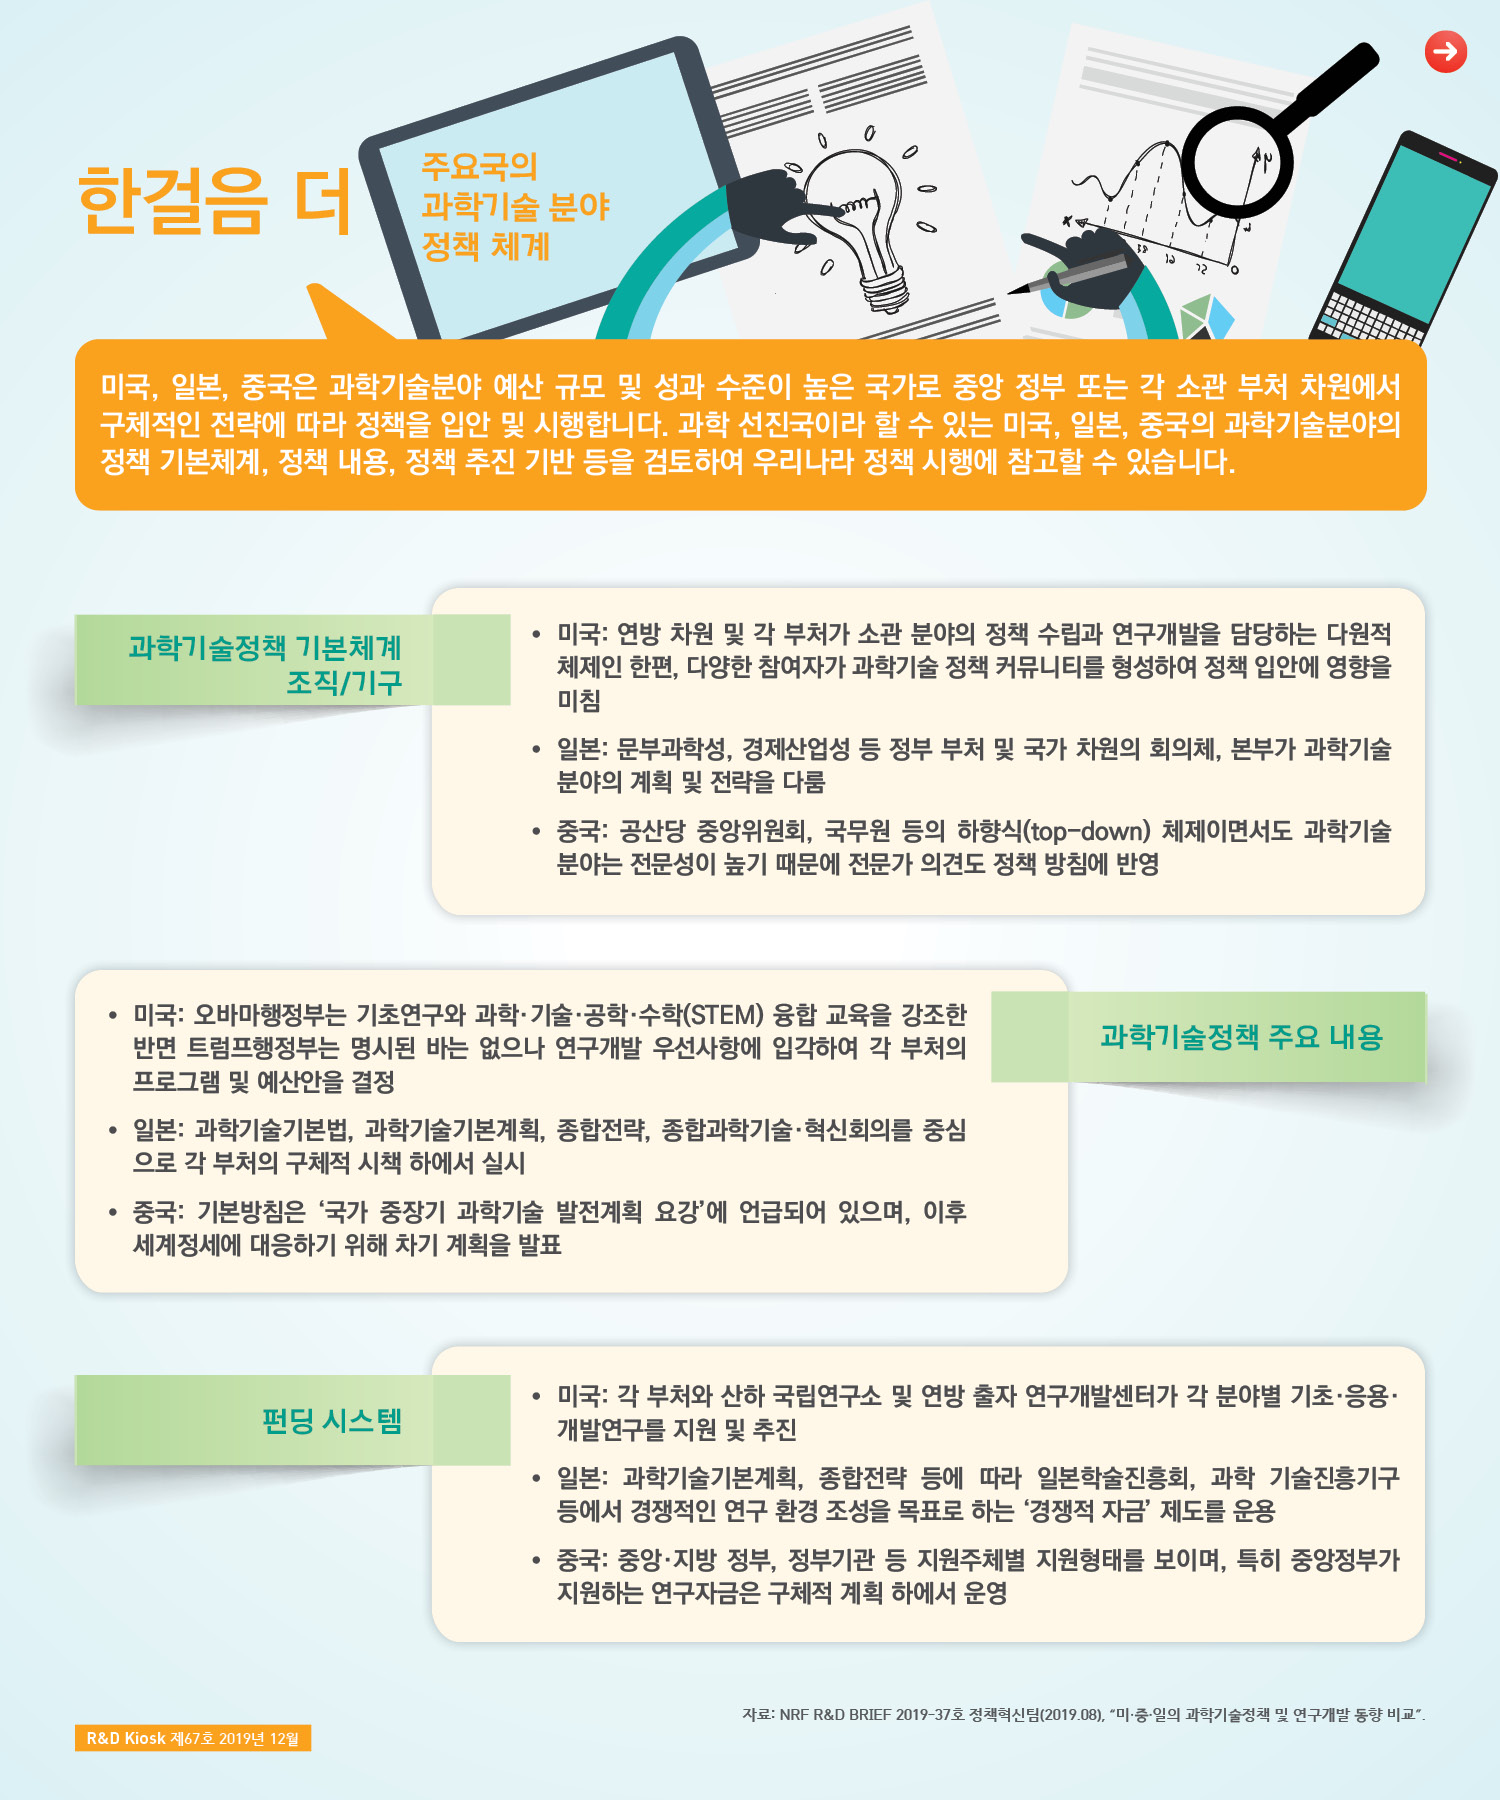 한걸음 더
주요국의
과학기술 분야
정책 체계
미국, 일본, 중국은 과학기술분야 예산 규모 및 성과 수준이 높은 국가로 중앙 정부 또는 각 소관 부처 차원에서
구체적인 전략에 따라 정책을 입안 및 시행합니다. 과학 선진국이라 할 수 있는 미국, 일본, 중국의 과학기술분야의
정책 기본체계, 정책 내용, 정책 추진 기반 등을 검토하여 우리나라 정책 시행에 참고할 수 있습니다.
과학기술정책 기본체계
조직/기구
• 미국: 연방 차원 및 각 부처가 소관 분야의 정책 수립과 연구개발을 담당하는 다원적
체제인 한편, 다양한 참여자가 과학기술 정책 커뮤니티를 형성하여 정책 입안에 영향을
미침
• 일본: 문부과학성, 경제산업성 등 정부 부처 및 국가 차원의 회의체, 본부가 과학기술
분야의 계획 및 전략을 다룸
• 중국: 공산당 중앙위원회, 국무원 등의 하향식(top-down) 체제이면서도 과학기술
분야는 전문성이 높기 때문에 전문가 의견도 정책 방침에 반영
과학기술정책 주요 내용
• 미국: 오바마행정부는 기초연구와 과학·기술·공학·수학(STEM) 융합 교육을 강조한
반면 트럼프행정부는 명시된 바는 없으나 연구개발 우선사항에 입각하여 각 부처의
프로그램 및 예산안을 결정
• 일본: 과학기술기본법, 과학기술기본계획, 종합전략, 종합과학기술·혁신회의를 중심
으로 각 부처의 구체적 시책 하에서 실시
• 중국: 기본방침은 ‘국가 중장기 과학기술 발전계획 요강’에 언급되어 있으며, 이후
세계정세에 대응하기 위해 차기 계획을 발표
펀딩 시스템
• 미국: 각 부처와 산하 국립연구소 및 연방 출자 연구개발센터가 각 분야별 기초·응용·
개발연구를 지원 및 추진
• 일본: 과학기술기본계획, 종합전략 등에 따라 일본학술진흥회, 과학 기술진흥기구
등에서 경쟁적인 연구 환경 조성을 목표로 하는 ‘경쟁적 자금’ 제도를 운용
• 중국: 중앙·지방 정부, 정부기관 등 지원주체별 지원형태를 보이며, 특히 중앙정부가
지원하는 연구자금은 구체적 계획 하에서 운영
자료: NRF R&D BRIEF 2019-37호 정책혁신팀(2019.08), “미·중·일의 과학기술정책 및 연구개발 동향 비교”.
R&D Kiosk 제67호 2019년 12월